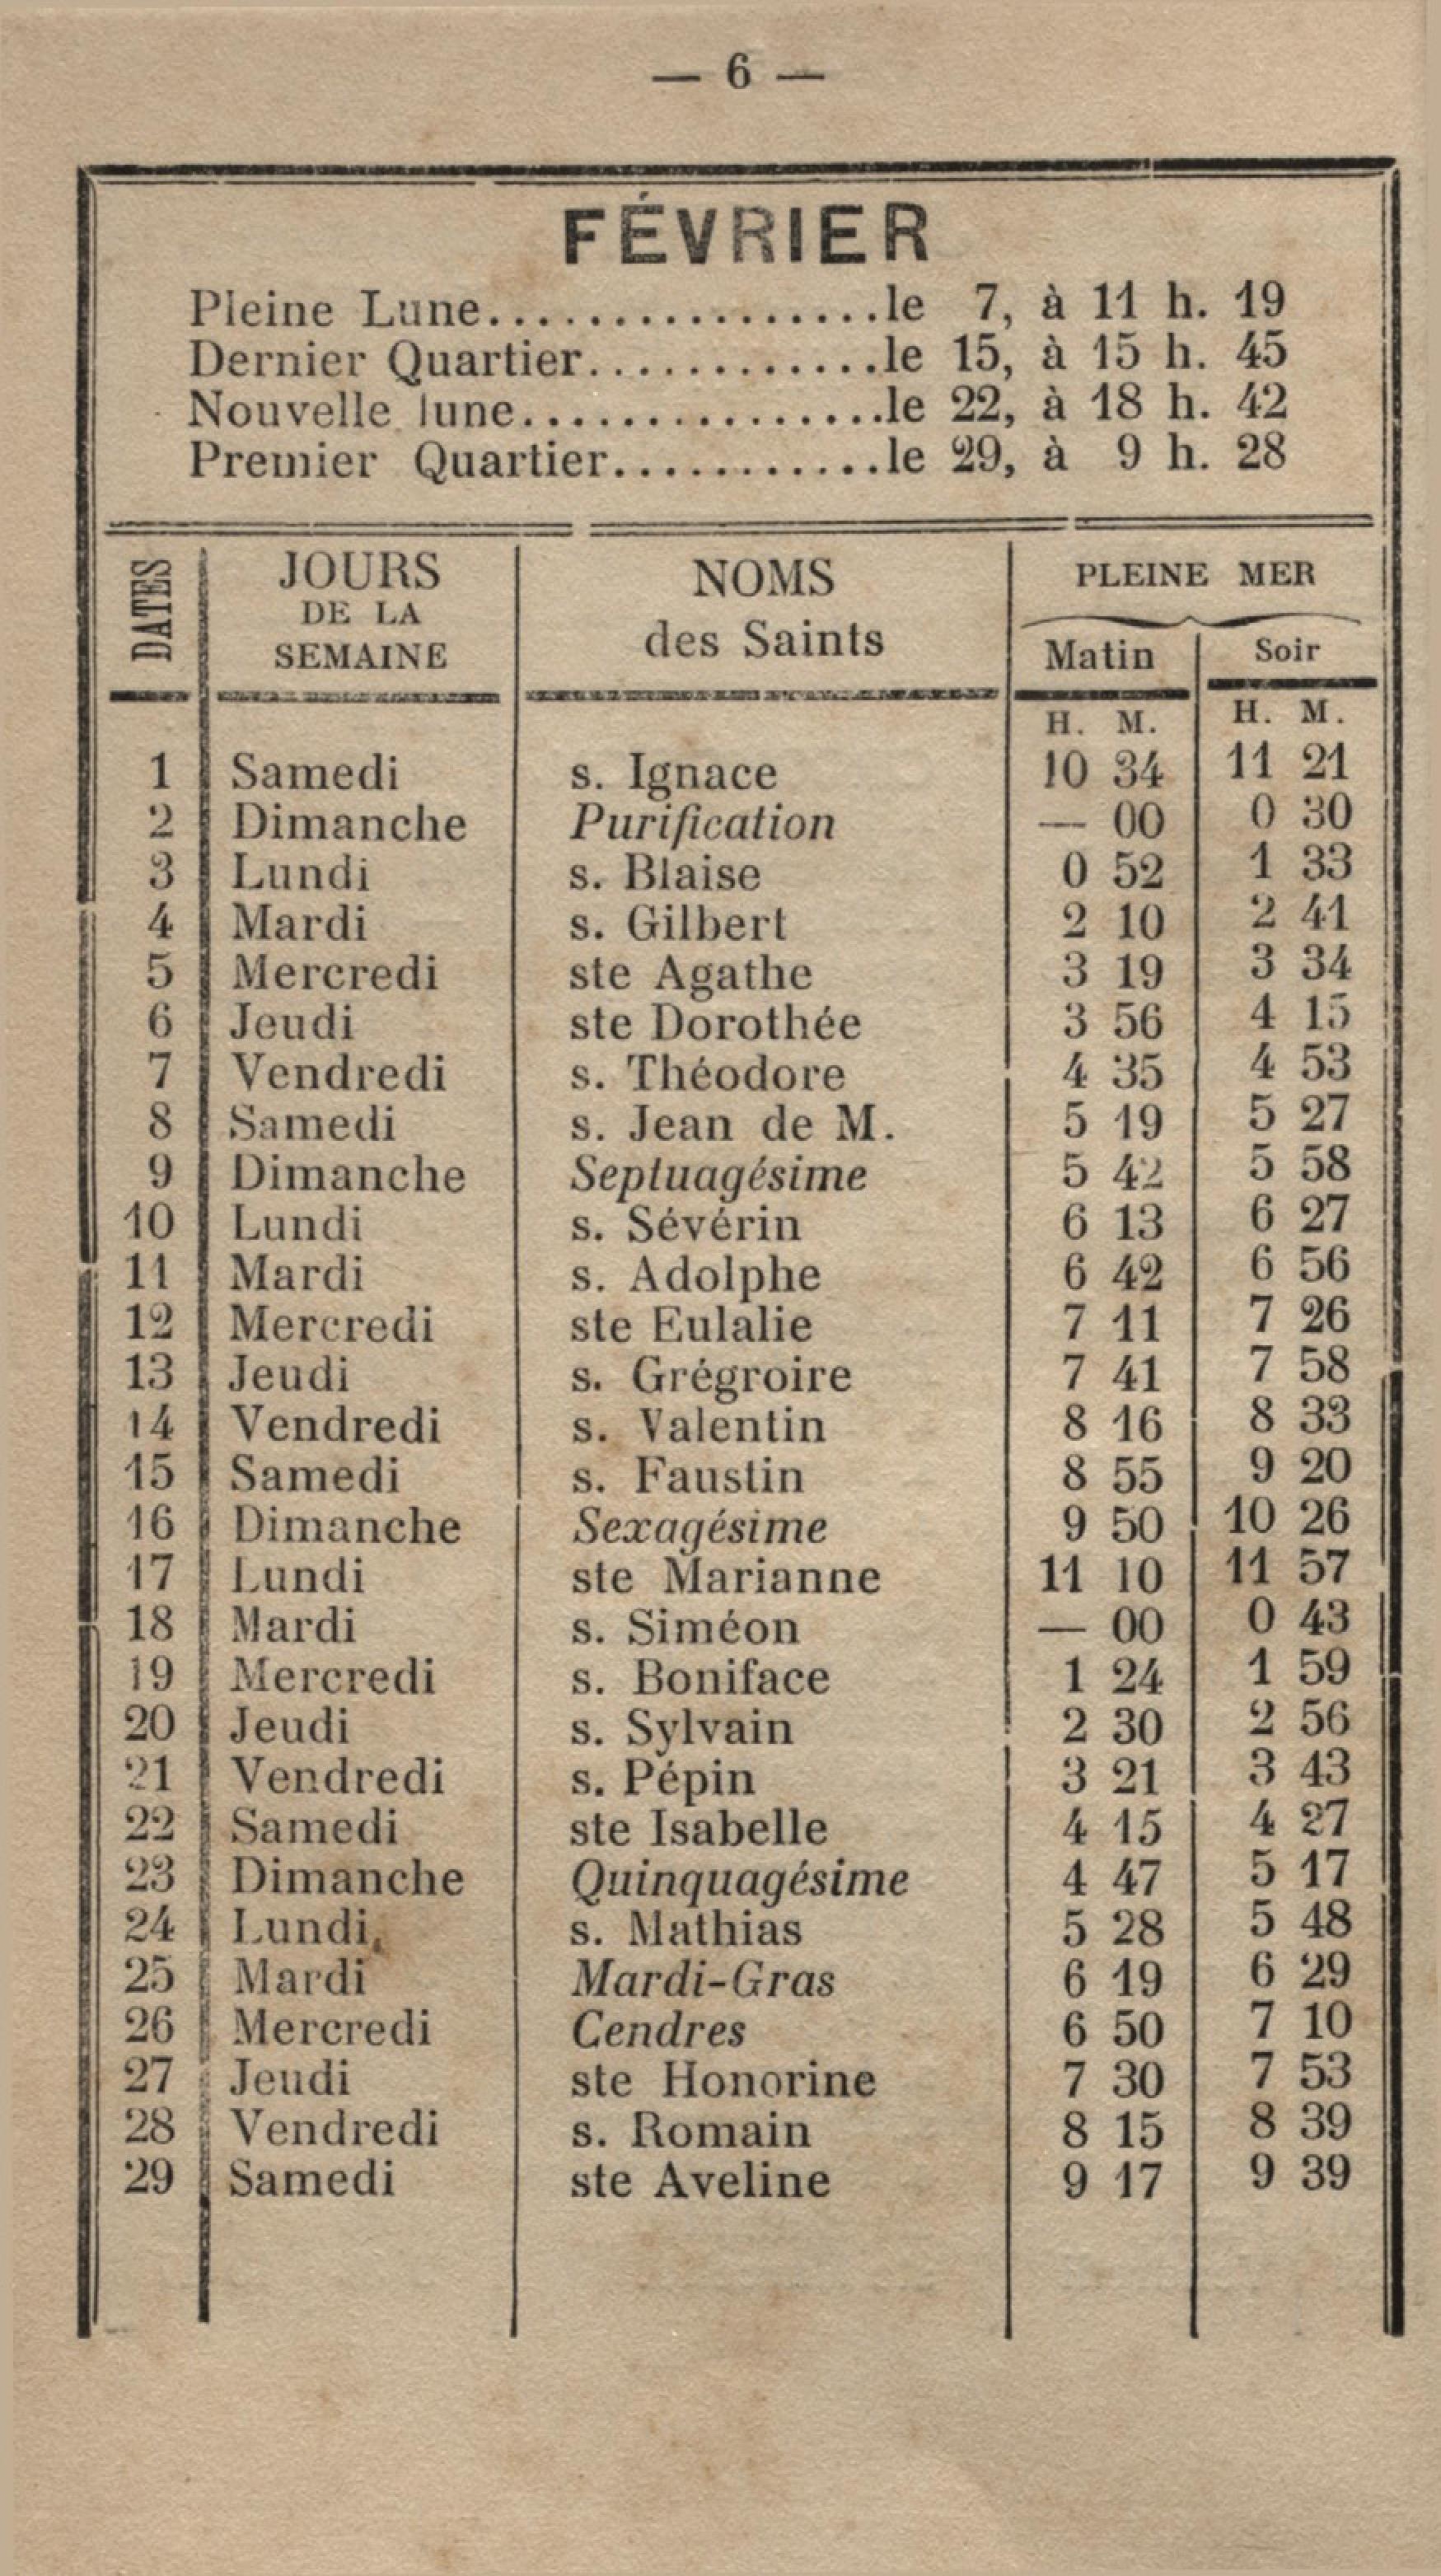 — 6 —
FÉVRIER
Pleine Lune................le 7, à 11 h. 19
Dernier Quartier............le 15, à 15 h. 45
Nouvelle lune...............le 22, à 18 h. 42
Premier Quartier...........le 29, à 9 h. 28
DATES JOURS DE LA SEMAINE NOMS des Saints PLEINE MER
Matin Soir
H. M. H. M.
1 Samedi s. Ignace 10 34 11 21
2 Dimanche Purification — 00 0 30
3 Lundi s. Blaise 0 52 1 33
4 Mardi s. Gilbert 2 10 2 41
5 Mercredi ste Agathe 3 19 3 34
6 Jeudi ste Dorothée 3 56 4 15
7 Vendredi s. Théodore 4 35 4 53
8 Samedi s. Jean de M. 5 19 5 27
9 Dimanche Septuagésime 5 42 5 58
10 Lundi s. Sévérin 6 13 6 27
11 Mardi s. Adolphe 6 42 6 56
12 Mercredi ste Eulalie 7 11 7 26
13 Jeudi s. Grégroire 7 41 7 58
14 Vendredi s. Valentin 8 16 8 33
15 Samedi s. Faustin 8 55 9 20
16 Dimanche Sexagésime 9 50 10 26
17 Lundi ste Marianne 11 10 11 57
18 Mardi s. Siméon — 00 0 43
19 Mercredi s. Boniface 1 24 1 59
20 Jeudi s. Sylvain 2 30 2 56
21 Vendredi s. Pépin 3 21 3 43
22 Samedi ste Isabelle 4 15 4 27
23 Dimanche Quinquagésime 4 47 5 17
24 Lundi s. Mathias 5 28 5 48
25 Mardi Mardi-Gras 6 19 6 29
26 Mercredi Cendres 6 50 7 10
27 Jeudi ste Honorine 7 30 7 53
28 Vendredi s. Romain 8 15 8 39
29 Samedi ste Aveline 9 17 9 39